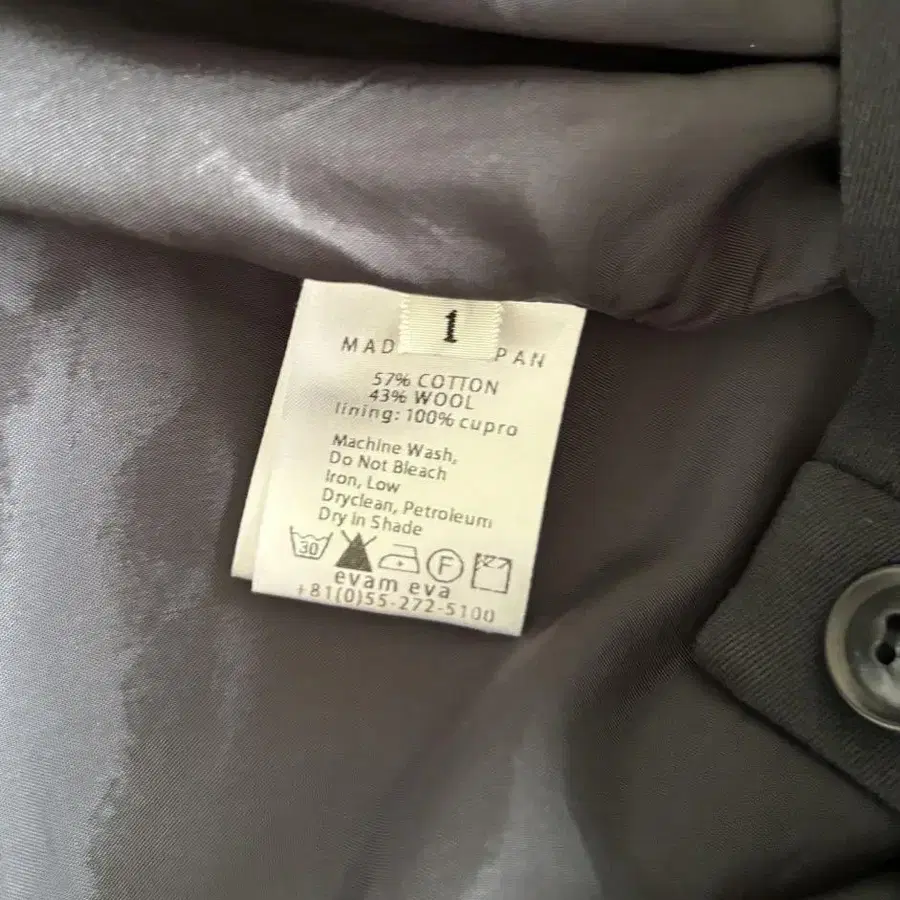 1
MAD PAN
57% COTTON
43% WOOL
lining: 100% cupro
Machine Wash,
Do Not Bleach
Iron, Low
Dryclean, Petroleum
Dry in Shade
30 F
evam eva
+81(0)55-272-5100